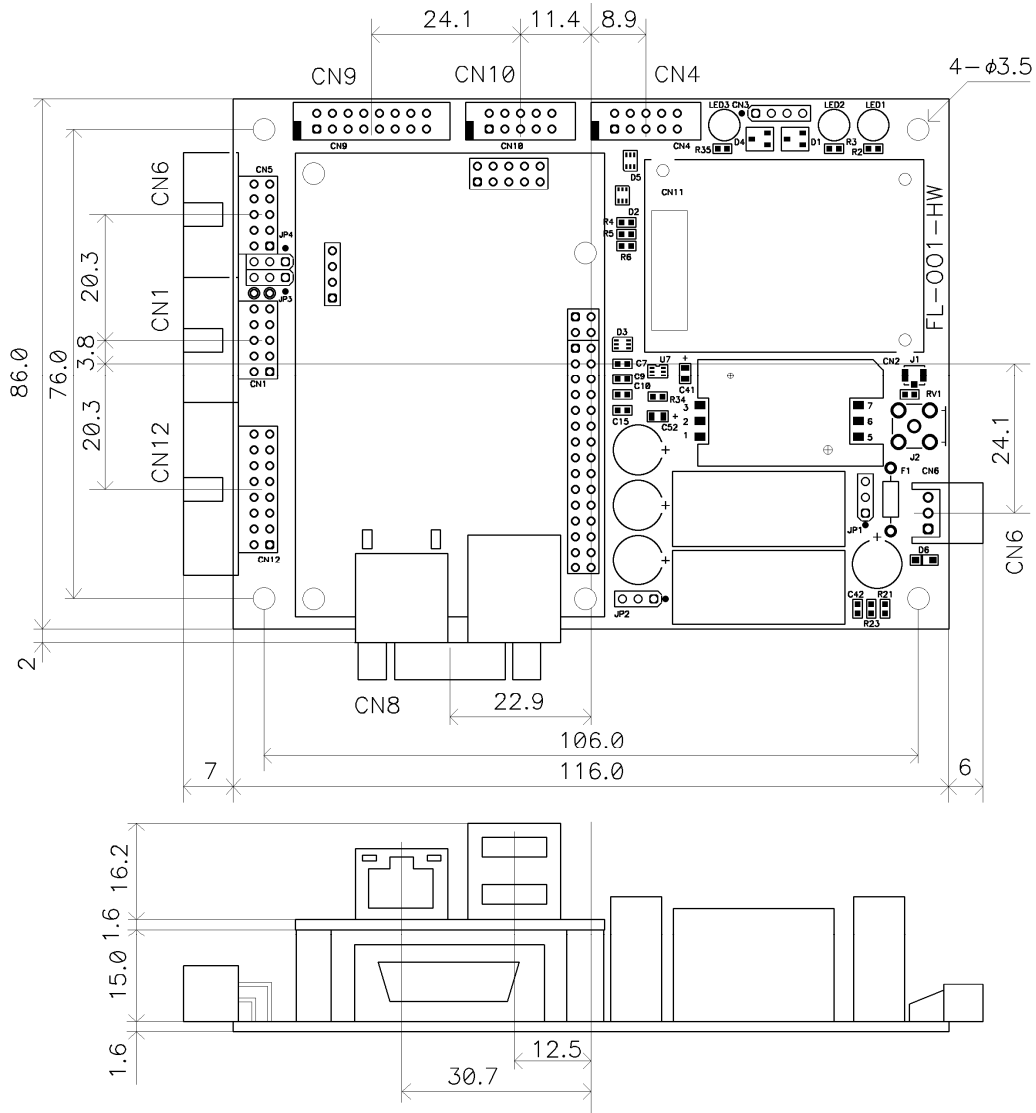 24.1
11.4
8.9
CN9
CN10
CN4
4-φ3.5
LED3
CN3
LED2
LED1
CN9
CN10
CN4
R35
D4
D1
R3
R2
CN6
CN5
D5
CN11
D2
R4
R5
R6
JP4
JP3
FL-001-HW
20.3
CN1
3.8
86.0
76.0
20.3
CN12
D3
C7
U7
+
C9
C10
C41
R34
C15
C52
+
CN2
J1
RV1
CN1
3
2
1
7
6
5
J2
+
F1
CN6
24.1
CN12
+
JP1
+
D6
CN6
+
JP2
C42
R21
R23
2
CN8
22.9
106.0
7
116.0
6
16.2
1.6
15.0
1.6
12.5
30.7